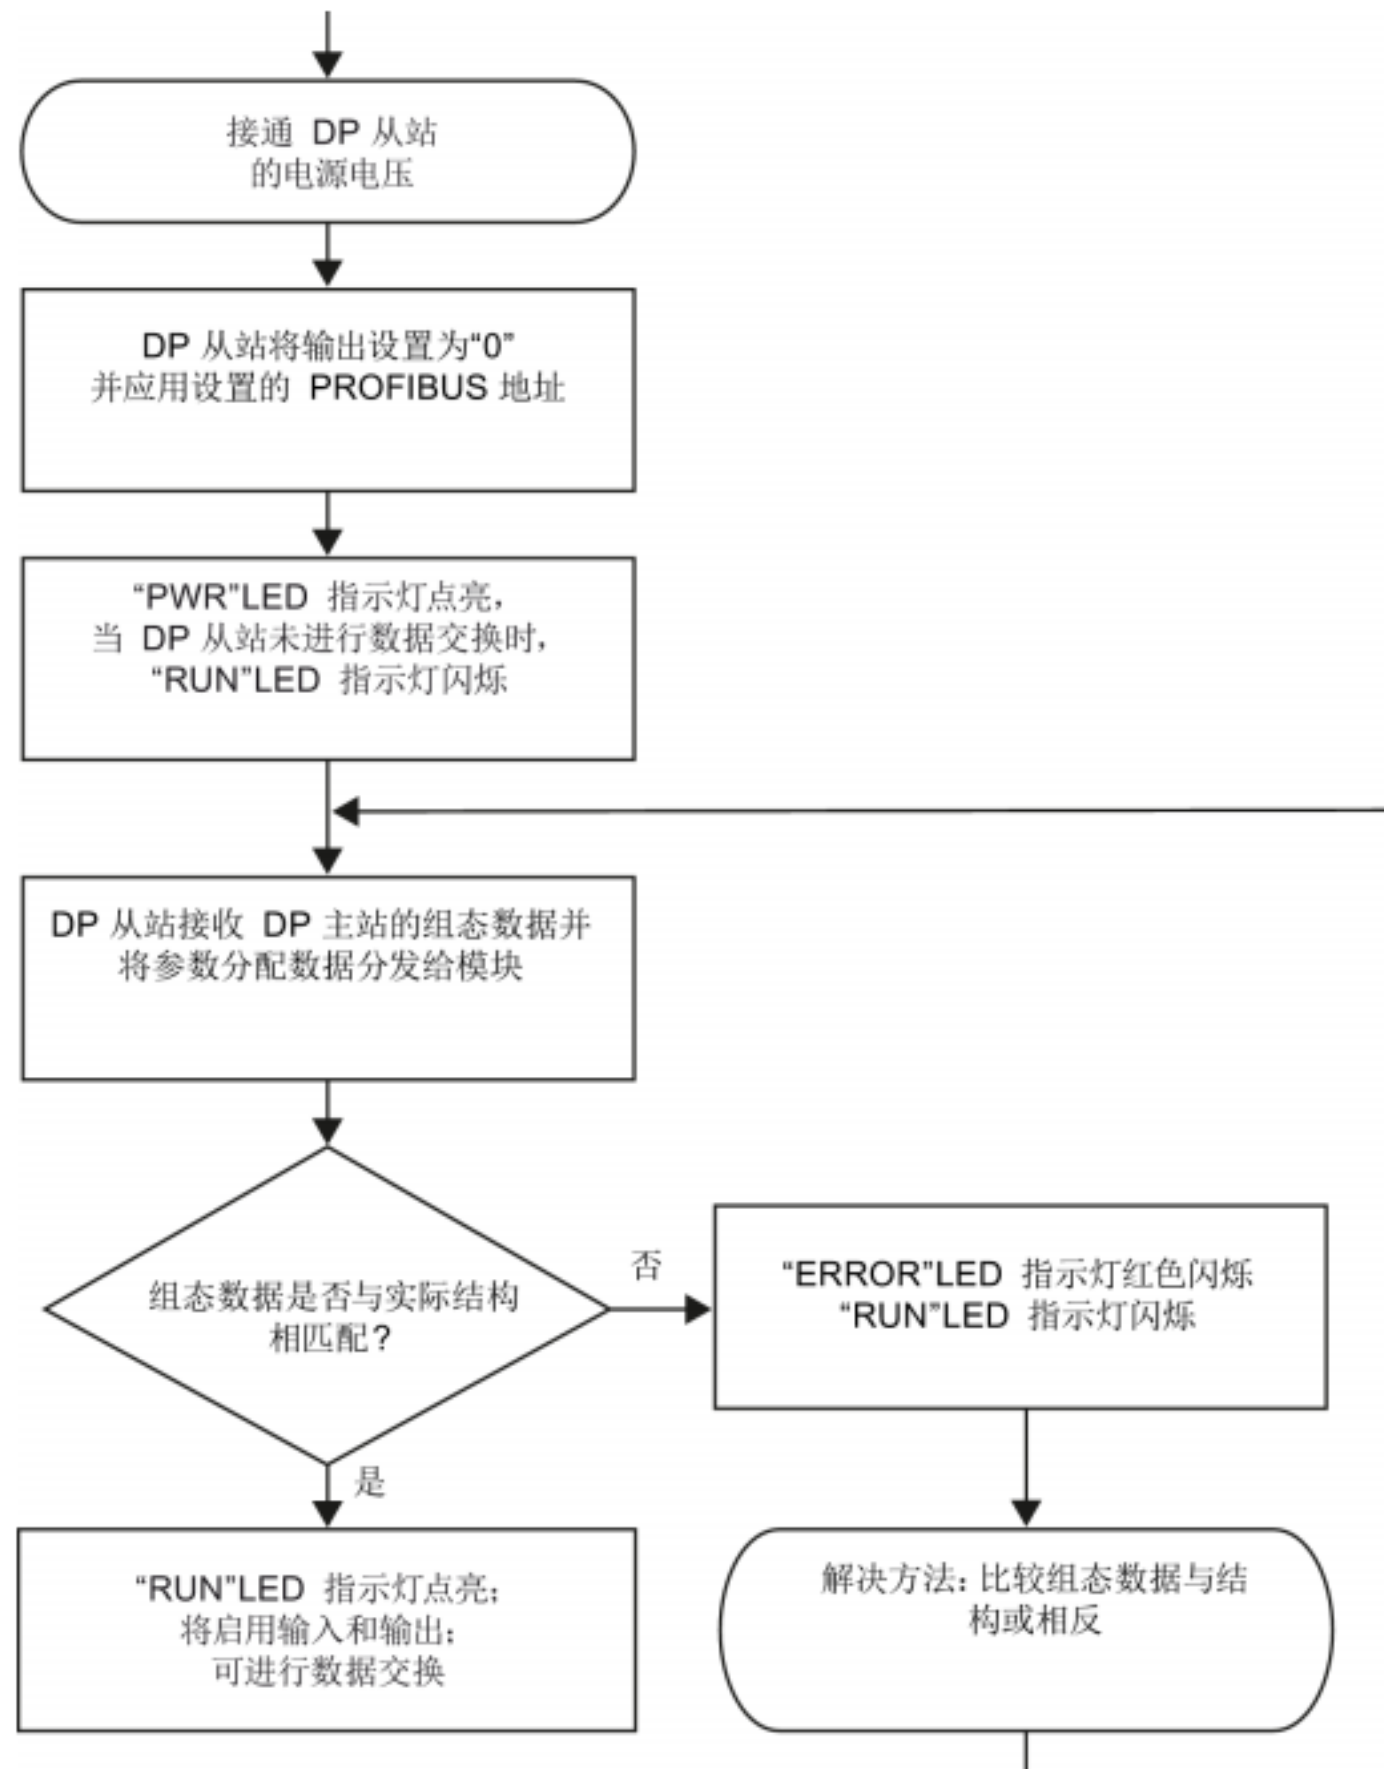 接通 DP 从站
的电源电压
DP 从站将输出设置为“0”
并应用设置的 PROFIBUS 地址
“PWR”LED 指示灯点亮，
当 DP 从站未进行数据交换时，
“RUN”LED 指示灯闪烁
DP 从站接收 DP 主站的组态数据并
将参数分配数据分发给模块
组态数据是否与实际结构
相匹配？
否
“ERROR”LED 指示灯红色闪烁
“RUN”LED 指示灯闪烁
是
“RUN”LED 指示灯点亮；
将启用输入和输出；
可进行数据交换
解决方法：比较组态数据与结
构或相反